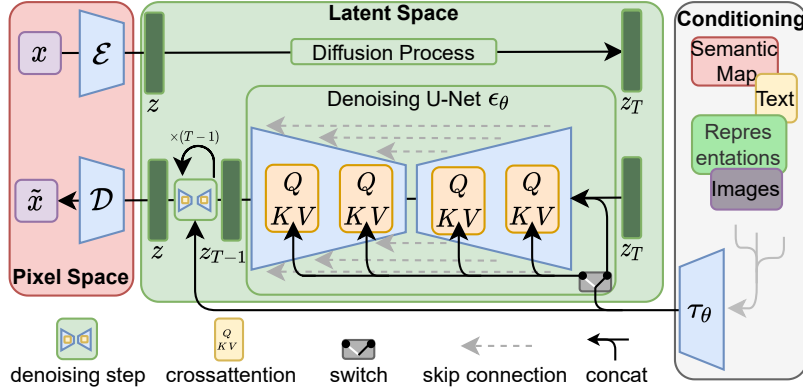 Latent Space
Conditioning
x
ℰ
Diffusion Process
z
z_T
Semantic
Map
Text
Repres
entations
Images
Denoising U-Net ϵ_θ
×(T−1)
x̃
𝒟
z
z_{T−1}
Q
KV
Q
KV
Q
KV
Q
KV
z_T
Pixel Space
τ_θ
denoising step
Q
KV
crossattention
switch
skip connection
concat